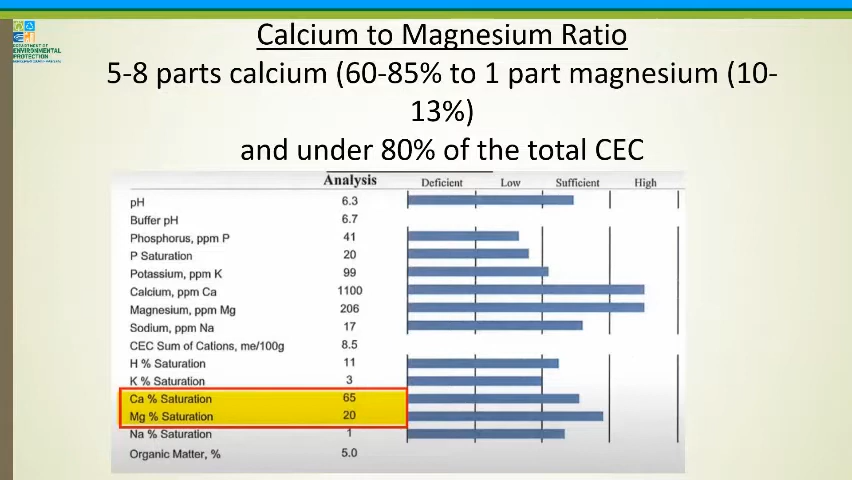 Calcium to Magnesium Ratio
5-8 parts calcium (60-85% to 1 part magnesium (10-
13%)
and under 80% of the total CEC
DEPARTMENT OF
ENVIRONMENTAL
PROTECTION
Analysis Deficient Low Sufficient High
pH 6.3
Buffer pH 6.7
Phosphorus, ppm P 41
P Saturation 20
Potassium, ppm K 99
Calcium, ppm Ca 1100
Magnesium, ppm Mg 206
Sodium, ppm Na 17
CEC Sum of Cations, me/100g 8.5
H % Saturation 11
K % Saturation 3
Ca % Saturation 65
Mg % Saturation 20
Na % Saturation 1
Organic Matter, % 5.0